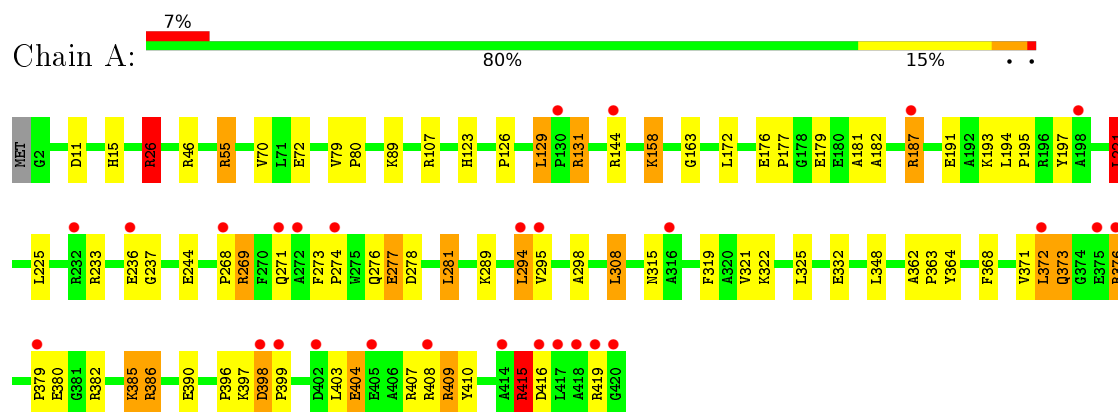 7%
Chain A:
80%
15%
. .
MET G2 D11 H15 R26 R46 R55 V70 L71 E72 V79 P80 K89 R107 H123 P126 L129 P130 R131 R144 K158 G163 L172 E176 P177 G178 E179 E180 A181 A182 R187 E191 A192 K193 L194 P195 R196 Y197 A198 L221
L225 R232 R233 E236 G237 E244 P268 R269 F270 Q271 A272 F273 P274 W275 Q276 E277 D278 L281 K289 L294 V295 A298 L308 N315 A316 F319 A320 V321 K322 L325 E332 L348 A362 P363 Y364 F368 V371 L372 Q373 G374 E375 R376
P379 E380 G381 R382 K385 R386 E390 P396 K397 D398 P399 D402 L403 E404 E405 A406 R407 R408 R409 Y410 A414 R415 D416 L417 A418 R419 G420